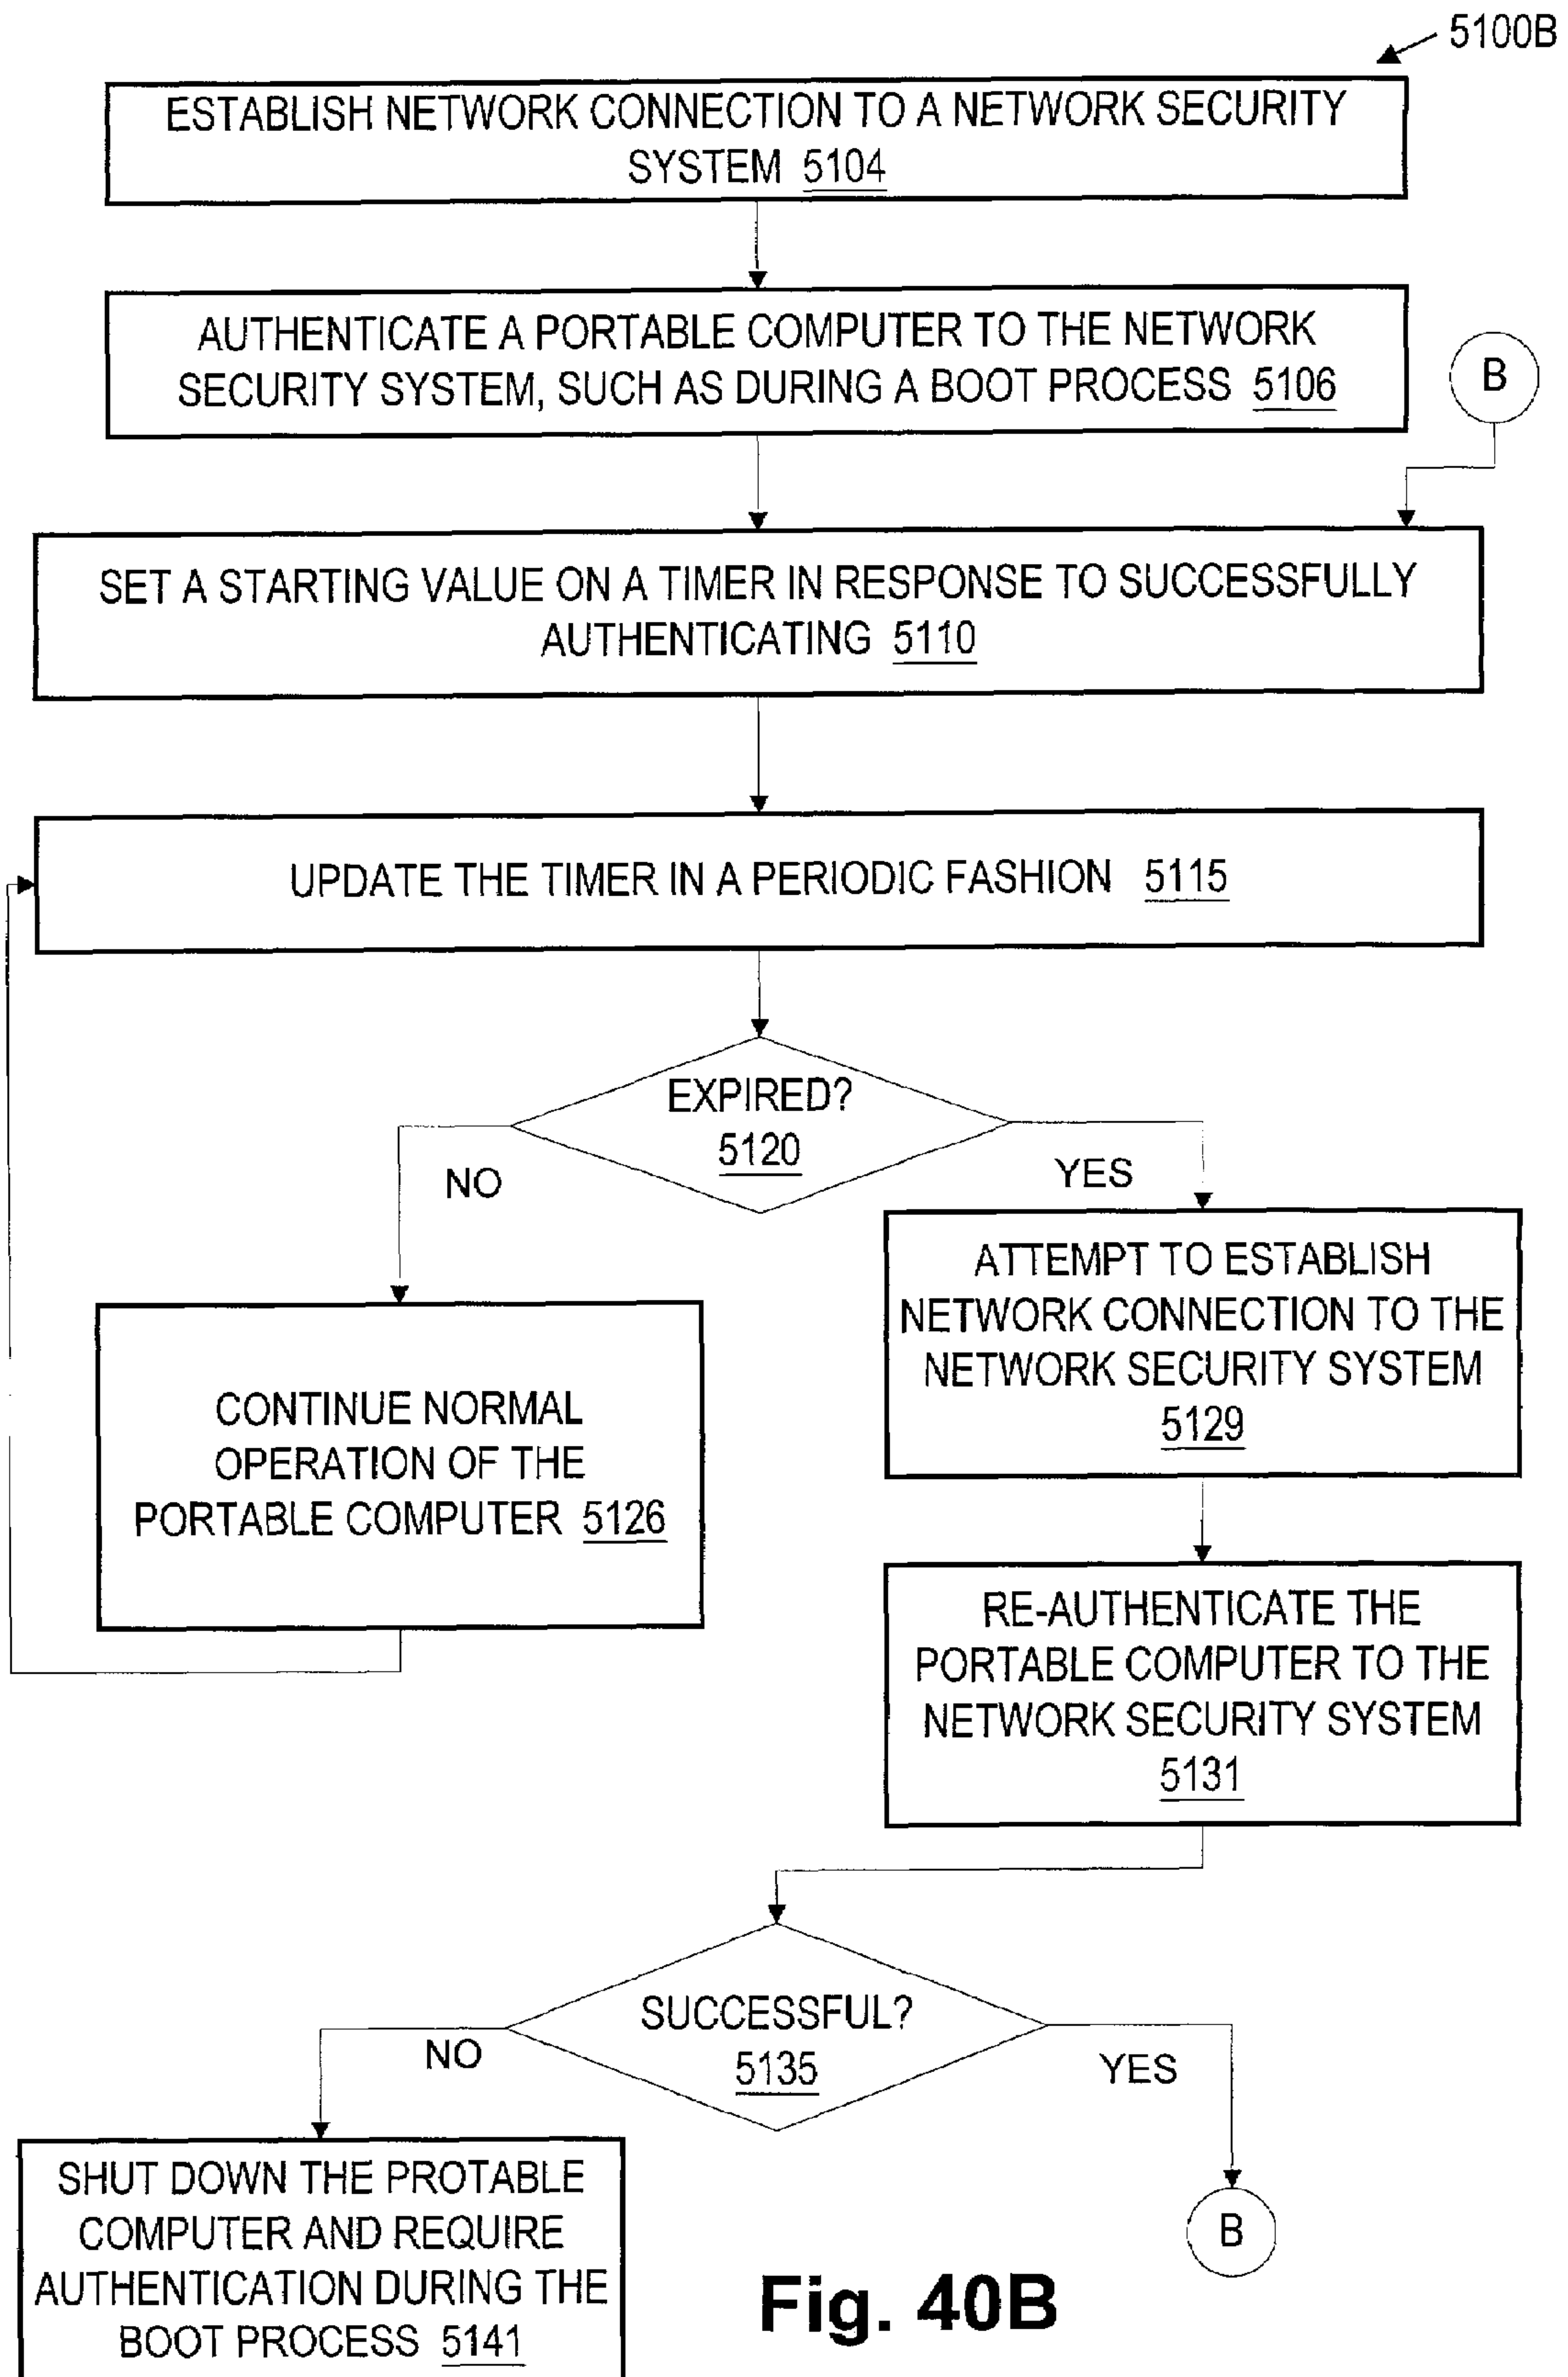 5100B
ESTABLISH NETWORK CONNECTION TO A NETWORK SECURITY
SYSTEM 5104
AUTHENTICATE A PORTABLE COMPUTER TO THE NETWORK
SECURITY SYSTEM, SUCH AS DURING A BOOT PROCESS 5106
B
SET A STARTING VALUE ON A TIMER IN RESPONSE TO SUCCESSFULLY
AUTHENTICATING 5110
UPDATE THE TIMER IN A PERIODIC FASHION 5115
EXPIRED?
5120
NO
YES
CONTINUE NORMAL
OPERATION OF THE
PORTABLE COMPUTER 5126
ATTEMPT TO ESTABLISH
NETWORK CONNECTION TO THE
NETWORK SECURITY SYSTEM
5129
RE-AUTHENTICATE THE
PORTABLE COMPUTER TO THE
NETWORK SECURITY SYSTEM
5131
SUCCESSFUL?
5135
NO
YES
SHUT DOWN THE PROTABLE
COMPUTER AND REQUIRE
AUTHENTICATION DURING THE
BOOT PROCESS 5141
B
Fig. 40B